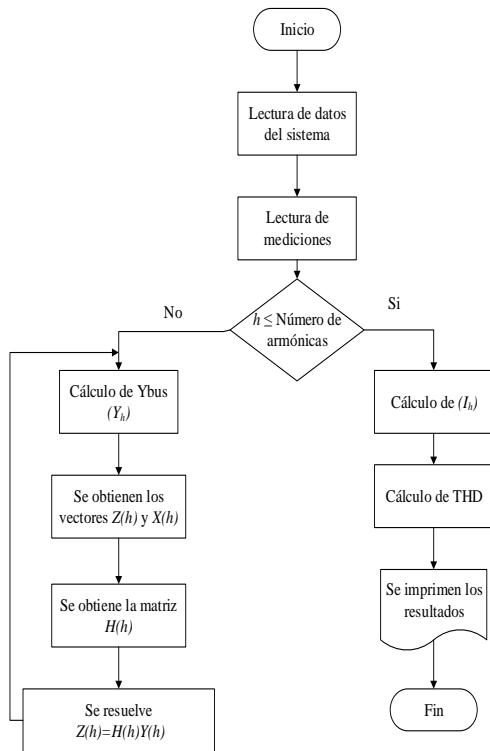 Inicio
Lectura de datos
del sistema
Lectura de
mediciones
h ≤ Número de
armónicas
No
Si
Cálculo de Ybus
(Yh)
Se obtienen los
vectores Z(h) y X(h)
Se obtiene la matriz
H(h)
Se resuelve
Z(h)=H(h)Y(h)
Cálculo de (Ih)
Cálculo de THD
Se imprimen los
resultados
Fin